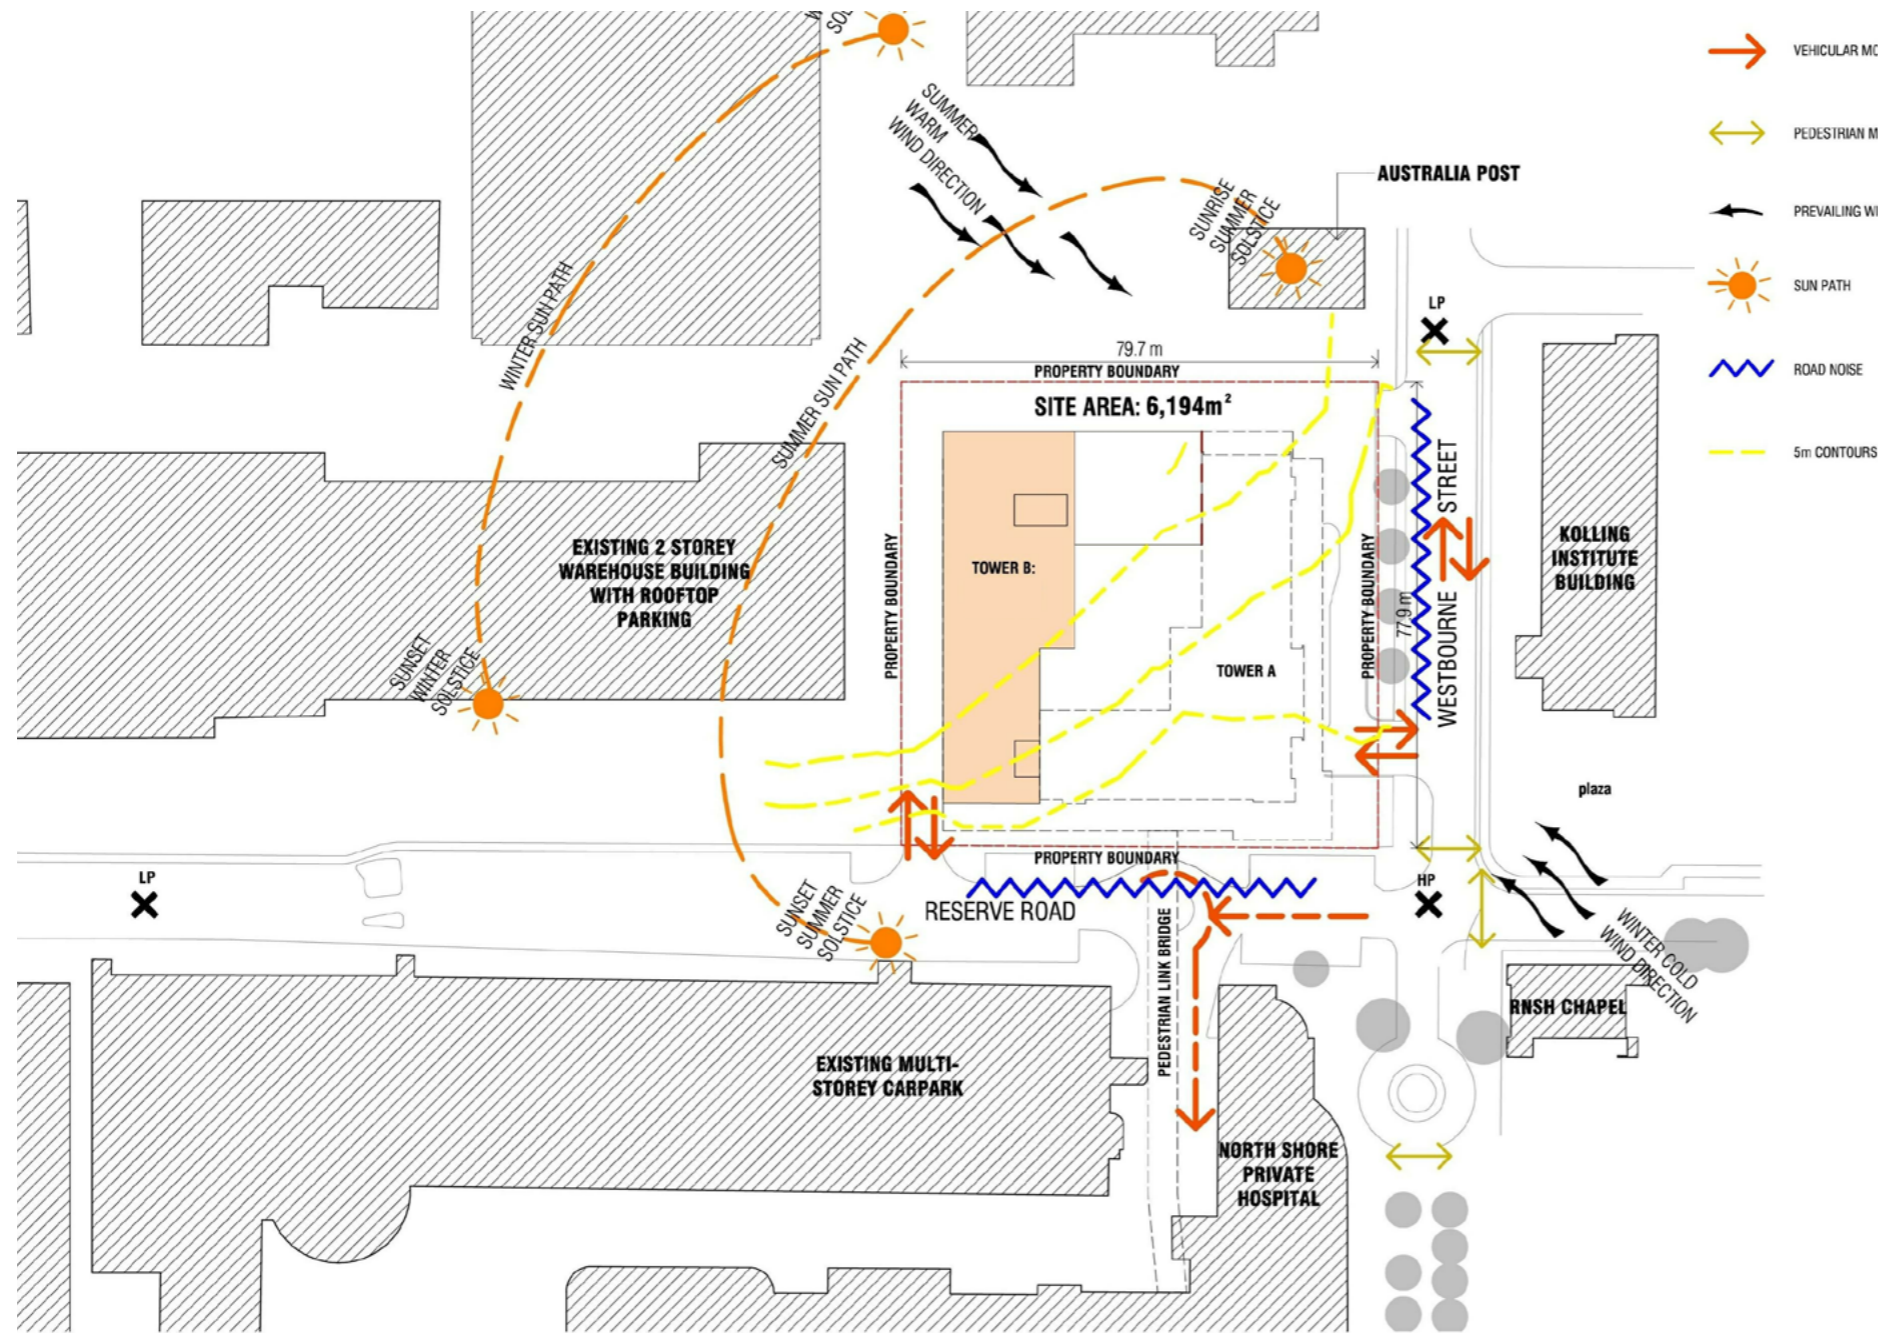 SUMMER
WARM
WIND DIRECTION
SUNRISE
SUMMER
SOLSTICE
AUSTRALIA POST
VEHICULAR
PEDESTRIAN
PREVAILING
SUN PATH
ROAD NOISE
5m CONTOURS
WINTER SUN PATH
SUMMER SUN PATH
LP
79.7 m
PROPERTY BOUNDARY
SITE AREA: 6,194m²
PROPERTY BOUNDARY
TOWER B:
TOWER A
PROPERTY BOUNDARY
77.9 m
WESTBOURNE STREET
KOLLING
INSTITUTE
BUILDING
EXISTING 2 STOREY
WAREHOUSE BUILDING
WITH ROOFTOP
PARKING
SUNSET
WINTER
SOLSTICE
plaza
PROPERTY BOUNDARY
LP
HP
RESERVE ROAD
SUNSET
SUMMER
SOLSTICE
PEDESTRIAN LINK BRIDGE
WINTER COLD
WIND DIRECTION
RNSH CHAPEL
EXISTING MULTI-
STOREY CARPARK
NORTH SHORE
PRIVATE
HOSPITAL